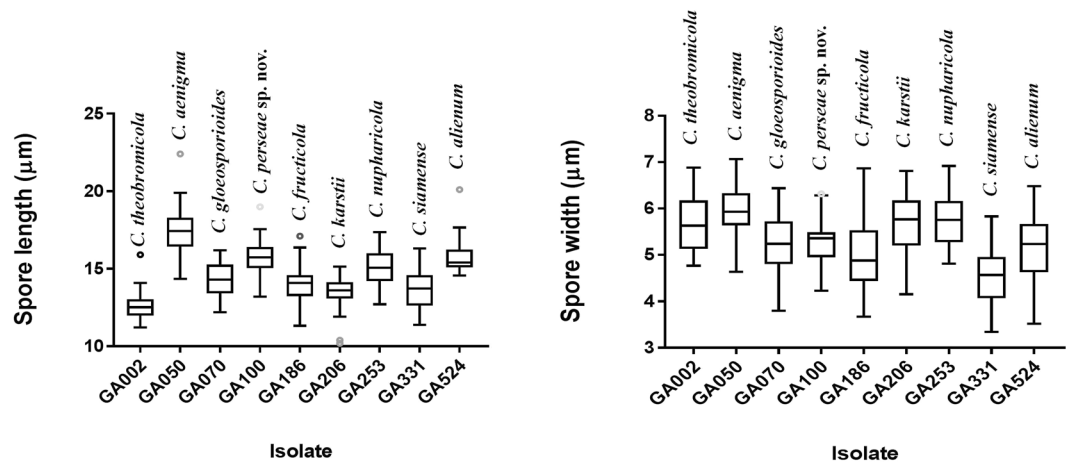 C. theobromicola
C. aenigma
C. gloeosporioides
C. perseae sp. nov.
C. fructicola
C. karstii
C. nupharicola
C. siamense
C. alienum
Spore length (μm)
25
20
15
10
GA002
GA050
GA070
GA100
GA186
GA206
GA253
GA331
GA524
Isolate
C. theobromicola
C. aenigma
C. gloeosporioides
C. perseae sp. nov.
C. fructicola
C. karstii
C. nupharicola
C. siamense
C. alienum
Spore width (μm)
8
7
6
5
4
3
GA002
GA050
GA070
GA100
GA186
GA206
GA253
GA331
GA524
Isolate